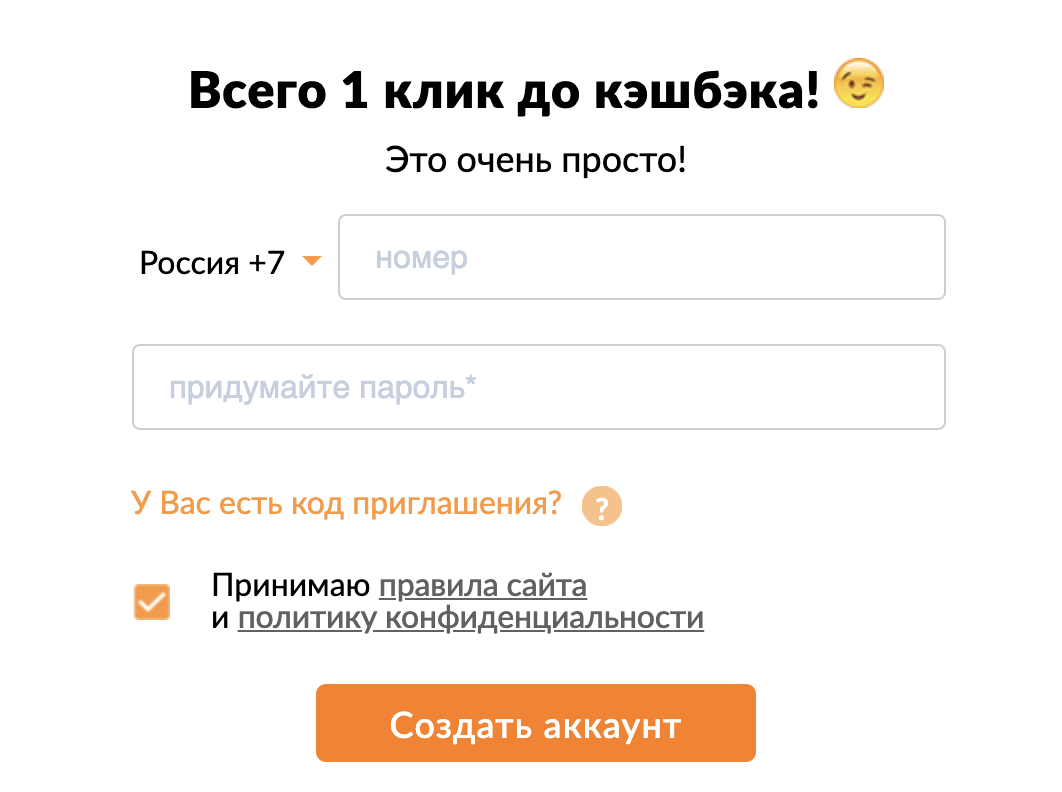 Всего 1 клик до кэшбэка! 😉
Это очень просто!
Россия +7 номер
придумайте пароль*
У Вас есть код приглашения? ?
Принимаю правила сайта
и политику конфиденциальности
Создать аккаунт